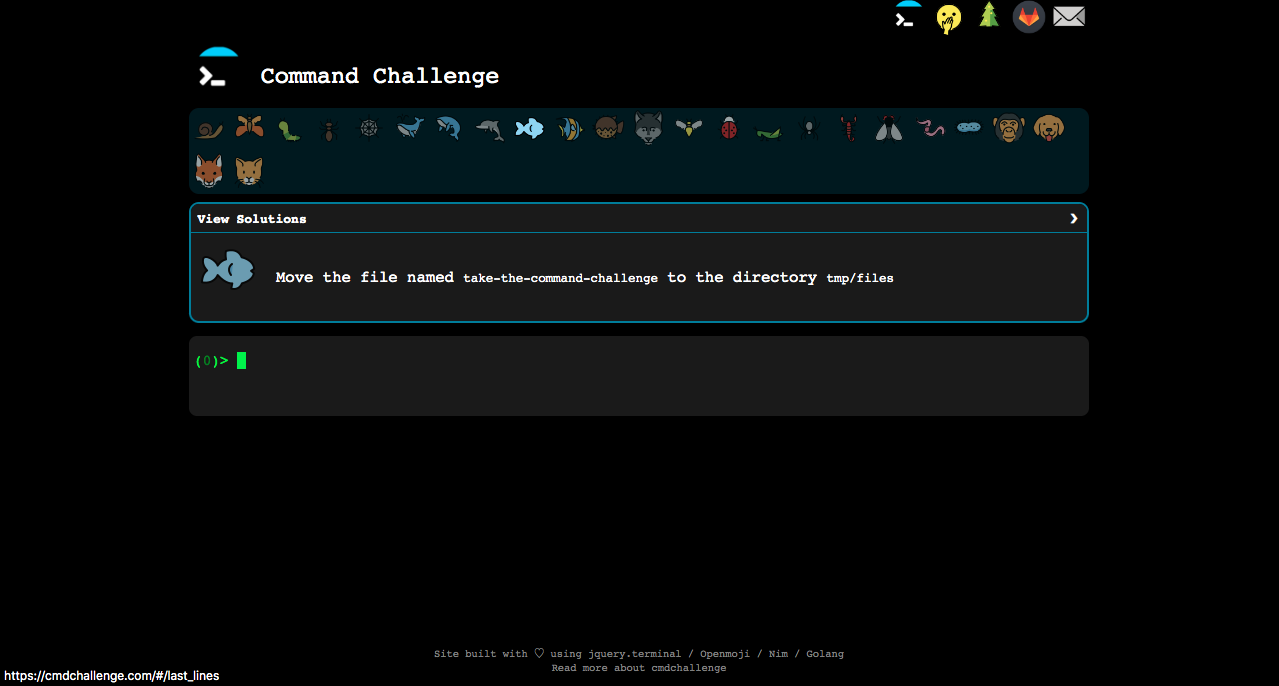 Command Challenge
View Solutions
Move the file named take-the-command-challenge to the directory tmp/files
(0)>
Site built with ♡ using jquery.terminal / Openmoji / Nim / Golang
Read more about cmdchallenge
https://cmdchallenge.com/#/last_lines